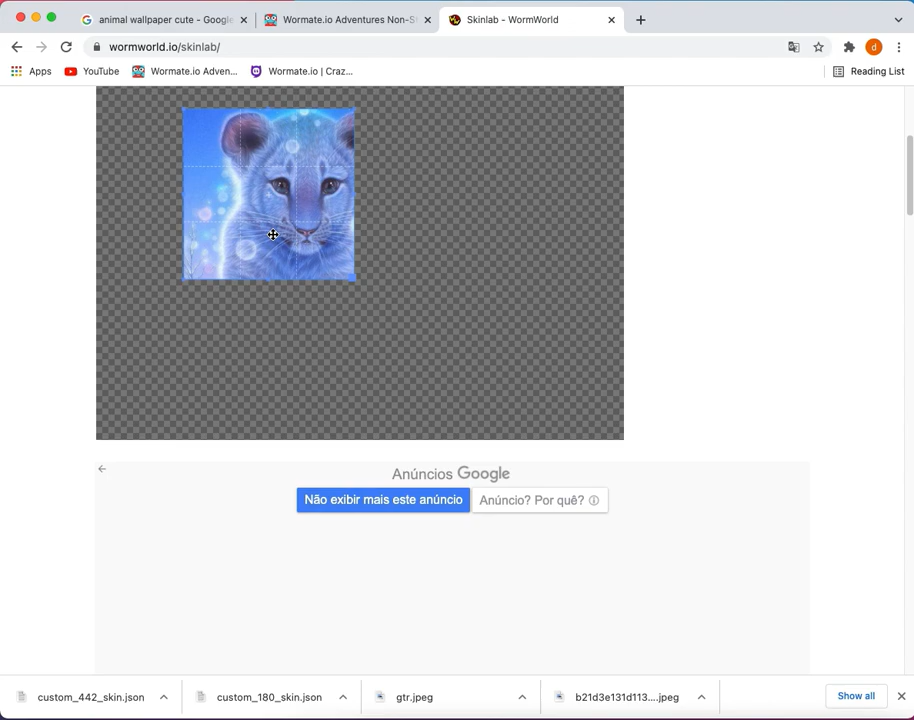 animal wallpaper cute - Google
Wormate.io Adventures Non-S
Skinlab - WormWorld
wormworld.io/skinlab/
d
Apps
YouTube
Wormate.io Adven...
Wormate.io | Craz...
Reading List
Anúncios Google
Não exibir mais este anúncio
Anúncio? Por quê?
custom_442_skin.json
custom_180_skin.json
gtr.jpeg
b21d3e131d113....jpeg
Show all